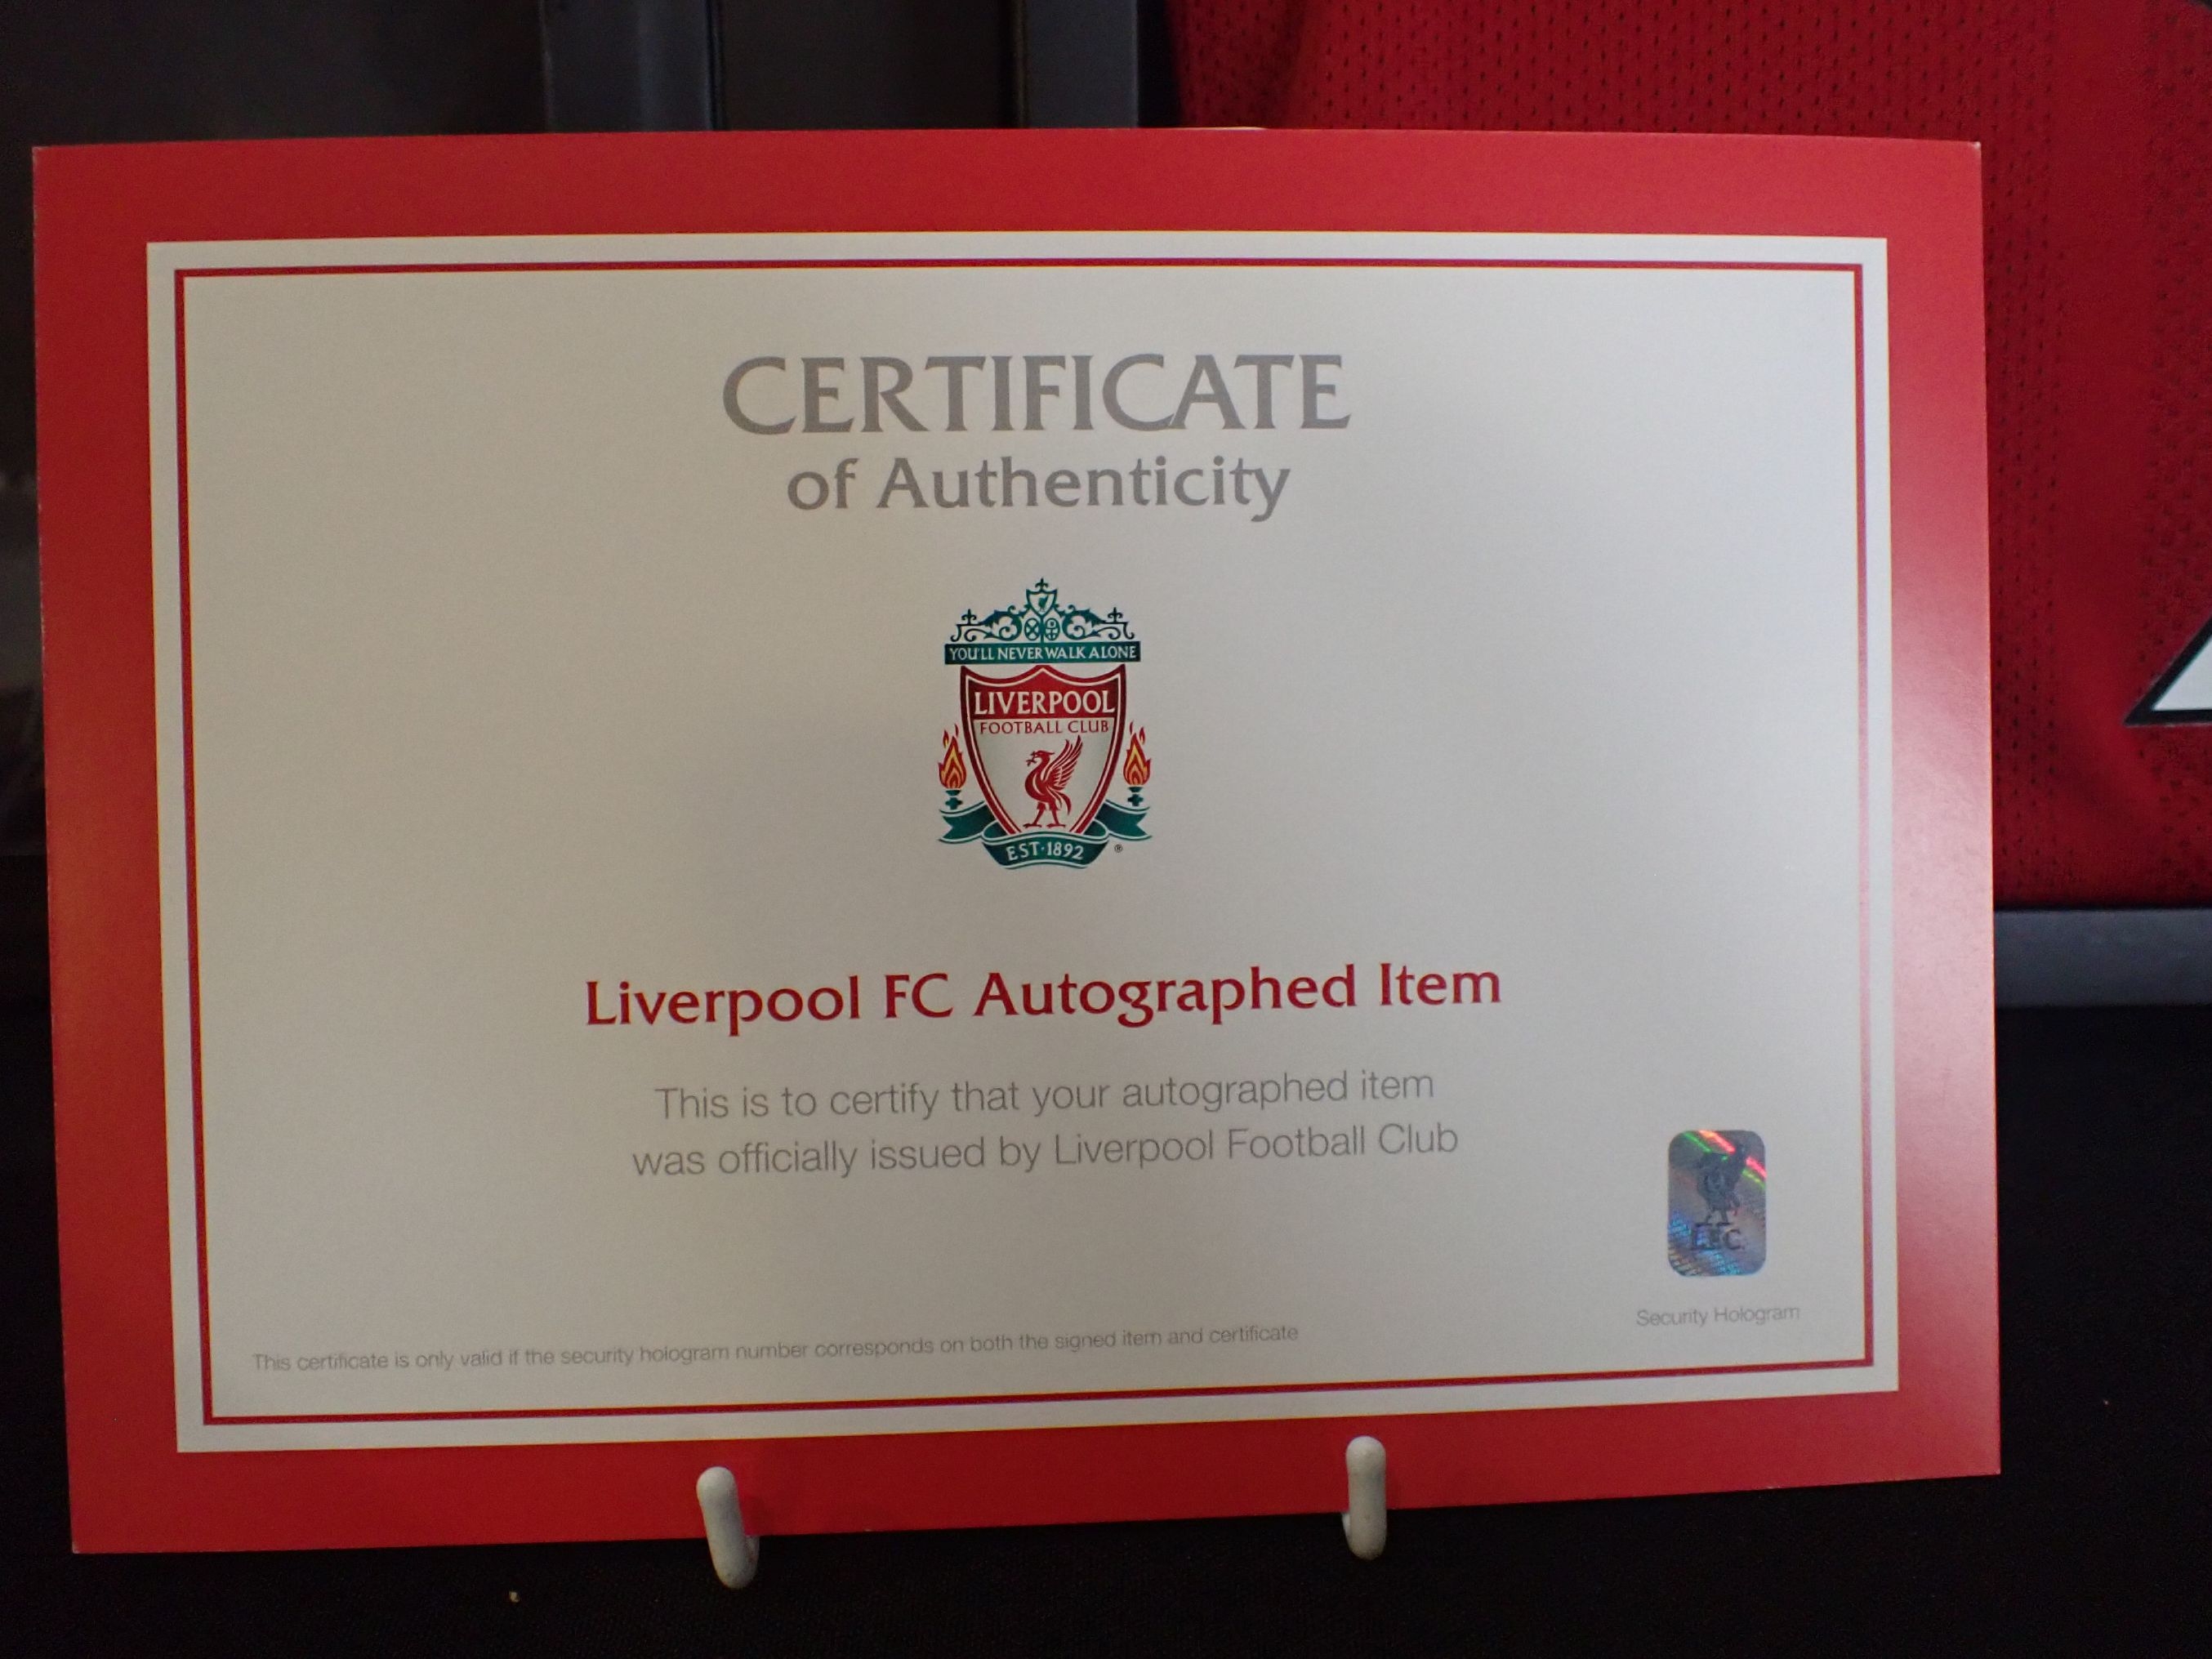 CERTIFICATE
of Authenticity
YOU'LL NEVER WALK ALONE
LIVERPOOL
FOOTBALL CLUB
EST·1892 ®
Liverpool FC Autographed Item
This is to certify that your autographed item
was officially issued by Liverpool Football Club
L.F.C.
Security Hologram
This certificate is only valid if the security hologram number corresponds on both the signed item and certificate